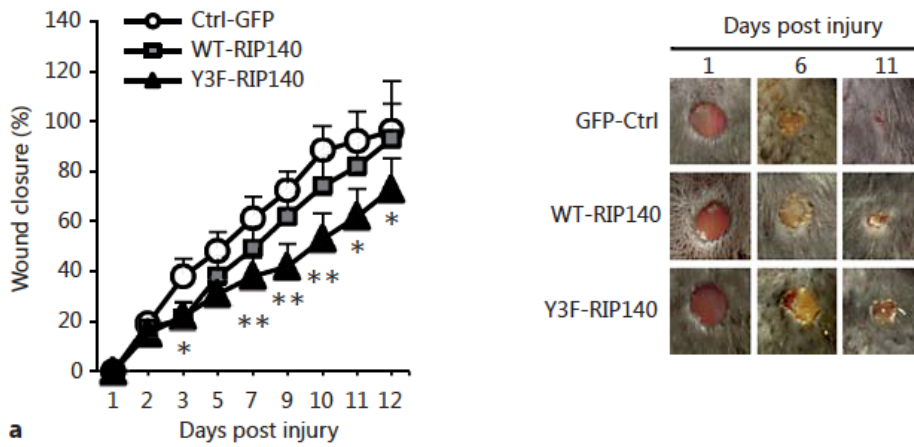 140
120
100
80
60
40
20
0
Wound closure (%)
Ctrl-GFP
WT-RIP140
Y3F-RIP140
*
**
**
**
*
*
1 2 3 5 7 9 10 11 12
Days post injury
a
Days post injury
1 6 11
GFP-Ctrl
WT-RIP140
Y3F-RIP140